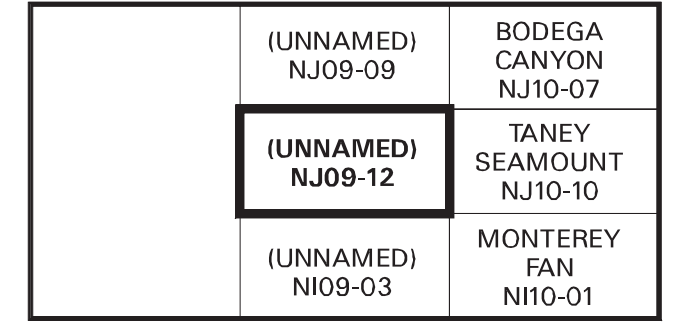 (UNNAMED)
NJ09-09
BODEGA
CANYON
NJ10-07
(UNNAMED)
NJ09-12
TANEY
SEAMOUNT
NJ10-10
(UNNAMED)
NI09-03
MONTEREY
FAN
NI10-01